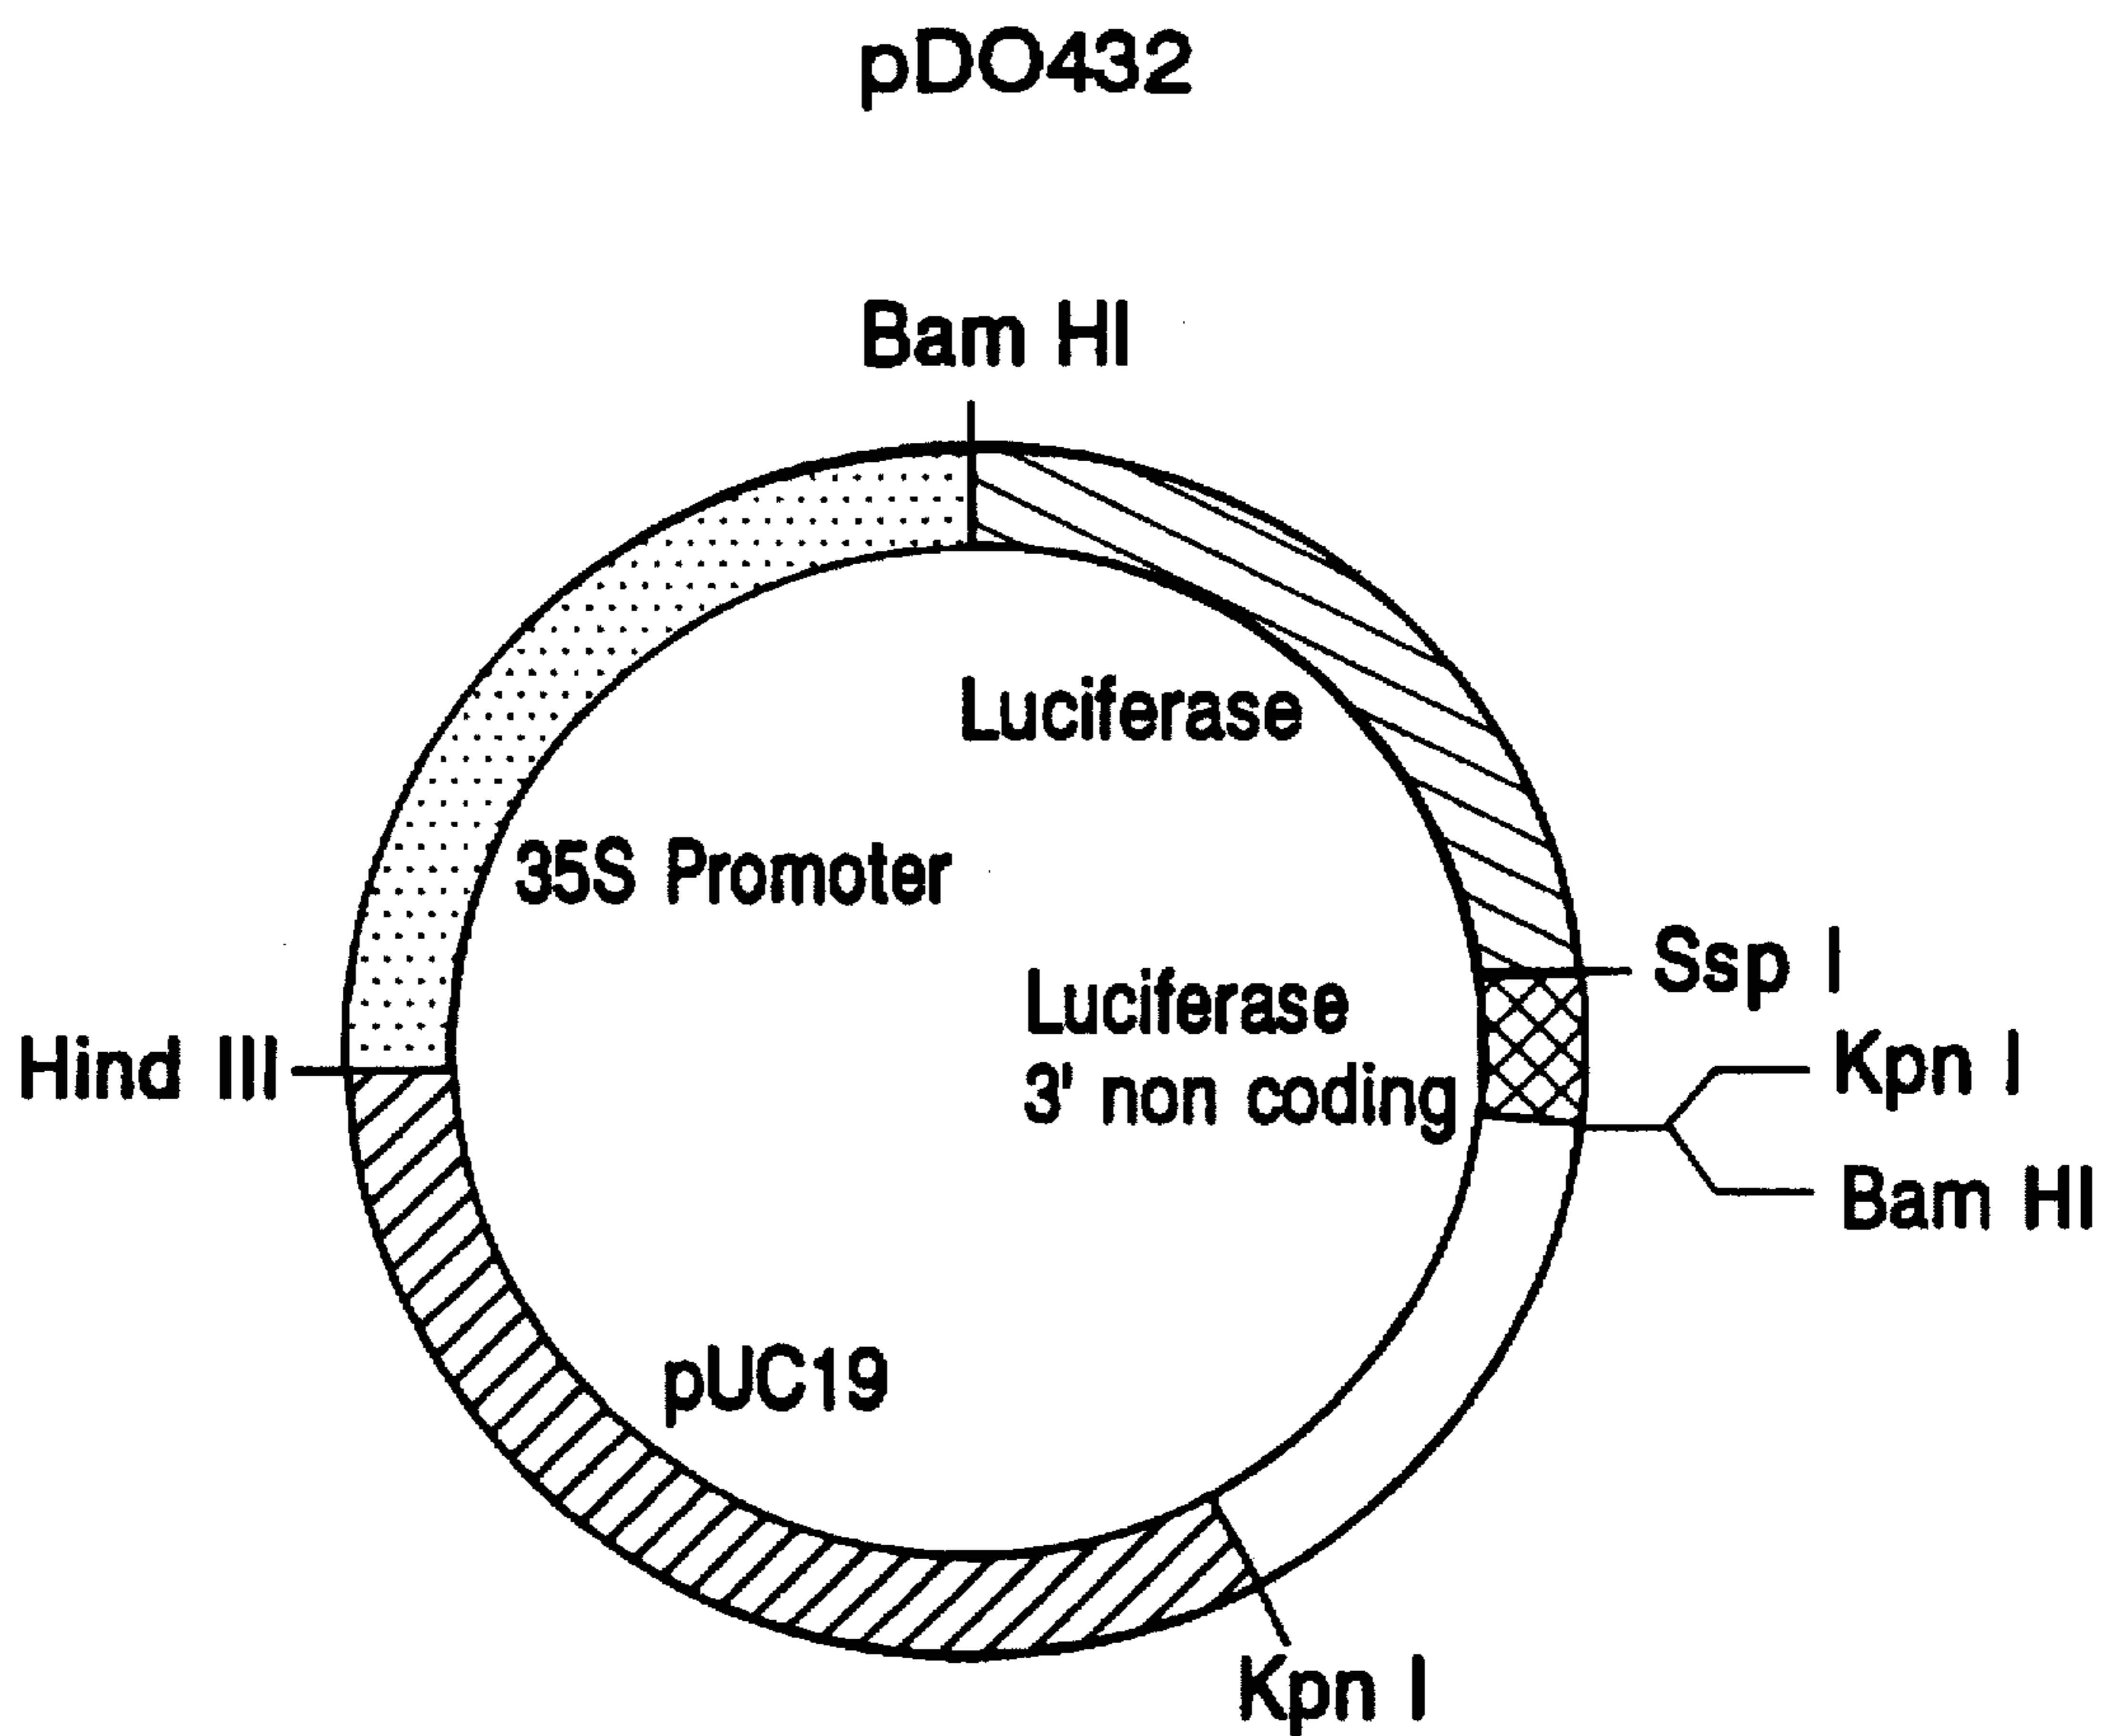 pDO432
Bam HI
Luciferase
35S Promoter
Ssp I
Luciferase
3' non coding
Kpn I
Hind III
Bam HI
pUC19
Kpn I